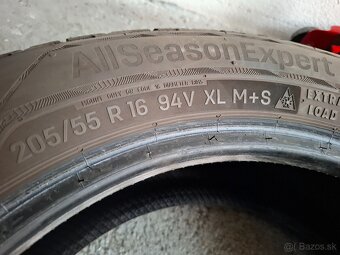 AllSeasonExpert
205/55 R 16 94V XL M+S
EXTRA
LOAD
© Bazos.sk